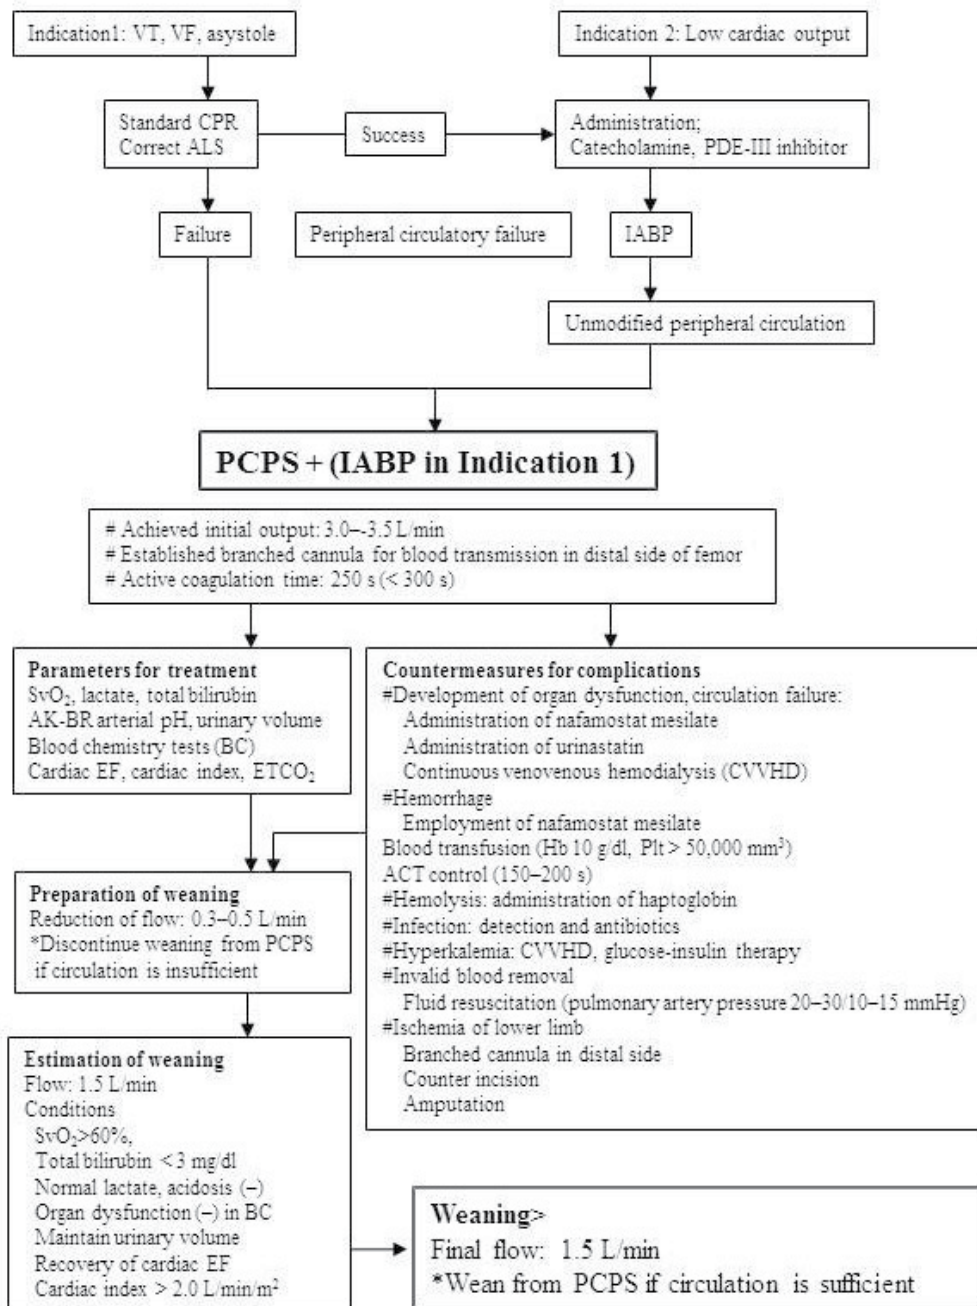 Indication1: VT, VF, asystole
Indication 2: Low cardiac output
Standard CPR
Correct ALS
Success
Administration;
Catecholamine, PDE-III inhibitor
Failure
Peripheral circulatory failure
IABP
Unmodified peripheral circulation
PCPS + (IABP in Indication 1)
# Achieved initial output: 3.0–-3.5 L/min
# Established branched cannula for blood transmission in distal side of femor
# Active coagulation time: 250 s (< 300 s)
Parameters for treatment
SvO₂, lactate, total bilirubin
AK-BR arterial pH, urinary volume
Blood chemistry tests (BC)
Cardiac EF, cardiac index, ETCO₂
Countermeasures for complications
#Development of organ dysfunction, circulation failure:
Administration of nafamostat mesilate
Administration of urinastatin
Continuous venovenous hemodialysis (CVVHD)
#Hemorrhage
Employment of nafamostat mesilate
Blood transfusion (Hb 10 g/dl, Plt > 50,000 mm³)
ACT control (150–200 s)
#Hemolysis: administration of haptoglobin
#Infection: detection and antibiotics
#Hyperkalemia: CVVHD, glucose-insulin therapy
#Invalid blood removal
Fluid resuscitation (pulmonary artery pressure 20–30/10–15 mmHg)
#Ischemia of lower limb
Branched cannula in distal side
Counter incision
Amputation
Preparation of weaning
Reduction of flow: 0.3–0.5 L/min
*Discontinue weaning from PCPS
if circulation is insufficient
Estimation of weaning
Flow: 1.5 L/min
Conditions
SvO₂>60%,
Total bilirubin < 3 mg/dl
Normal lactate, acidosis (–)
Organ dysfunction (–) in BC
Maintain urinary volume
Recovery of cardiac EF
Cardiac index > 2.0 L/min/m²
Weaning>
Final flow: 1.5 L/min
*Wean from PCPS if circulation is sufficient